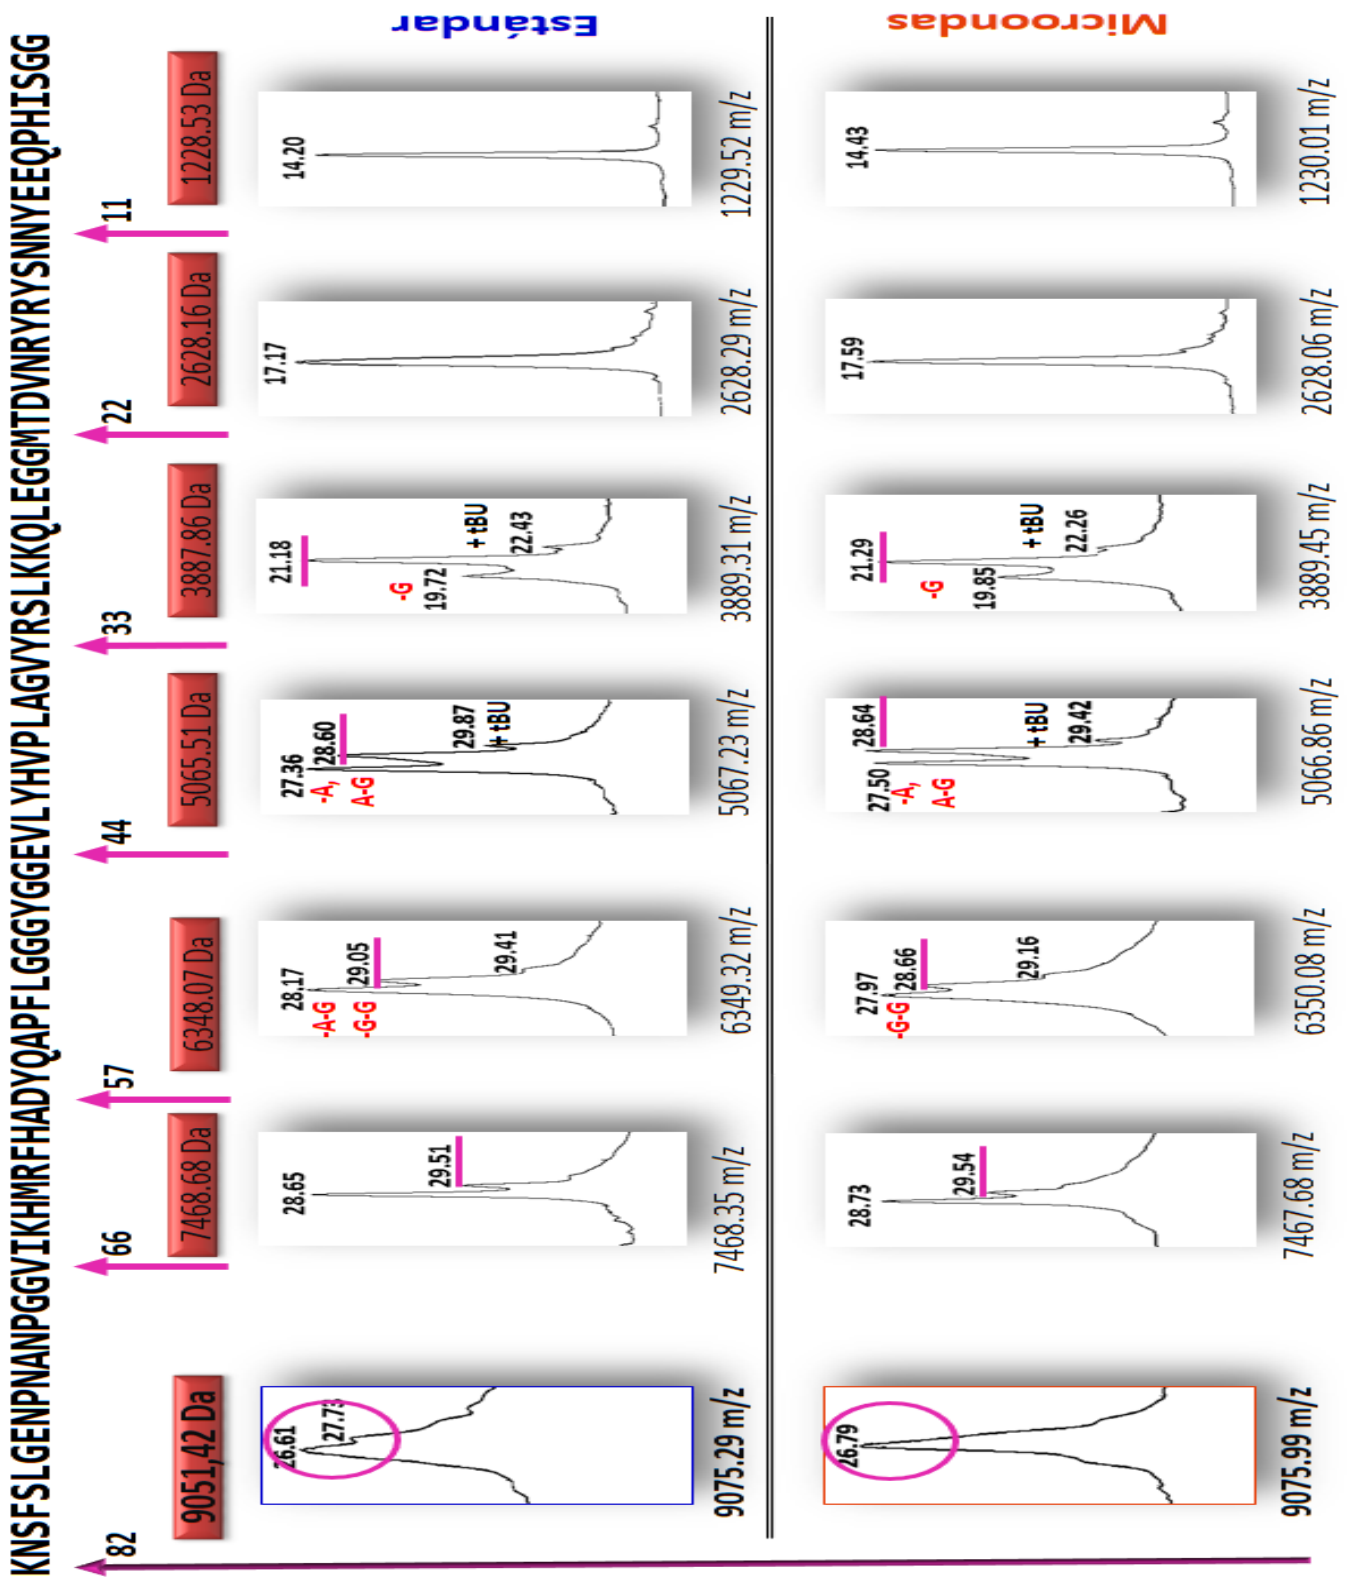 KNSFSLGENPNANPGGVIKHMRFHADYQAPFLGGGYGGEVLYHVPLAGVYRSLKKQLEGGMTDVNRYRYSNNYEEQPHISGG
82 66 57 44 33 22 11
9051,42 Da 7468.68 Da 6348.07 Da 5065.51 Da 3887.86 Da 2628.16 Da 1228.53 Da
Estándar
26.61
27.73
28.65
29.51
28.17
-A-G
29.05
-G-G
29.41
27.36
-A,
28.60
A-G
29.87
+ tBU
21.18
-G
19.72
+ tBU
22.43
17.17
14.20
9075.29 m/z 7468.35 m/z 6349.32 m/z 5067.23 m/z 3889.31 m/z 2628.29 m/z 1229.52 m/z
Microondas
26.79
28.73
29.54
27.97
-G-G
28.66
29.16
27.50
28.64
-A,
A-G
+ tBU
29.42
21.29
-G
19.85
+ tBU
22.26
17.59
14.43
9075.99 m/z 7467.68 m/z 6350.08 m/z 5066.86 m/z 3889.45 m/z 2628.06 m/z 1230.01 m/z